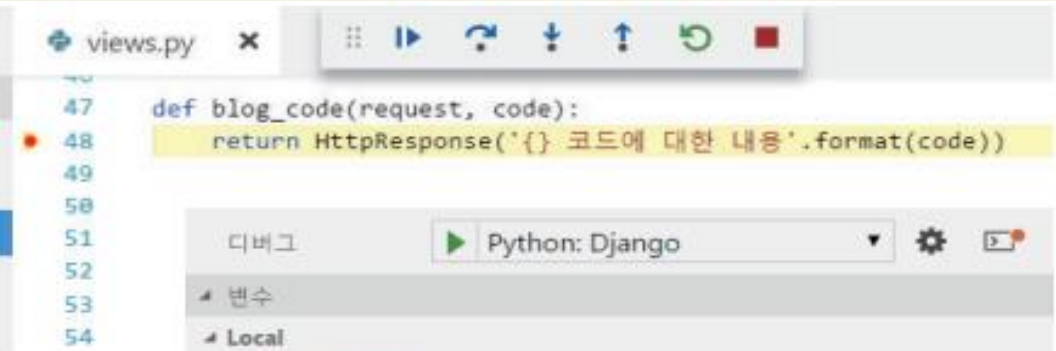 views.py
47 def blog_code(request, code):
48 return HttpResponse('{} 코드에 대한 내용'.format(code))
49
50
51
52
53
54
디버그 Python: Django
변수
Local